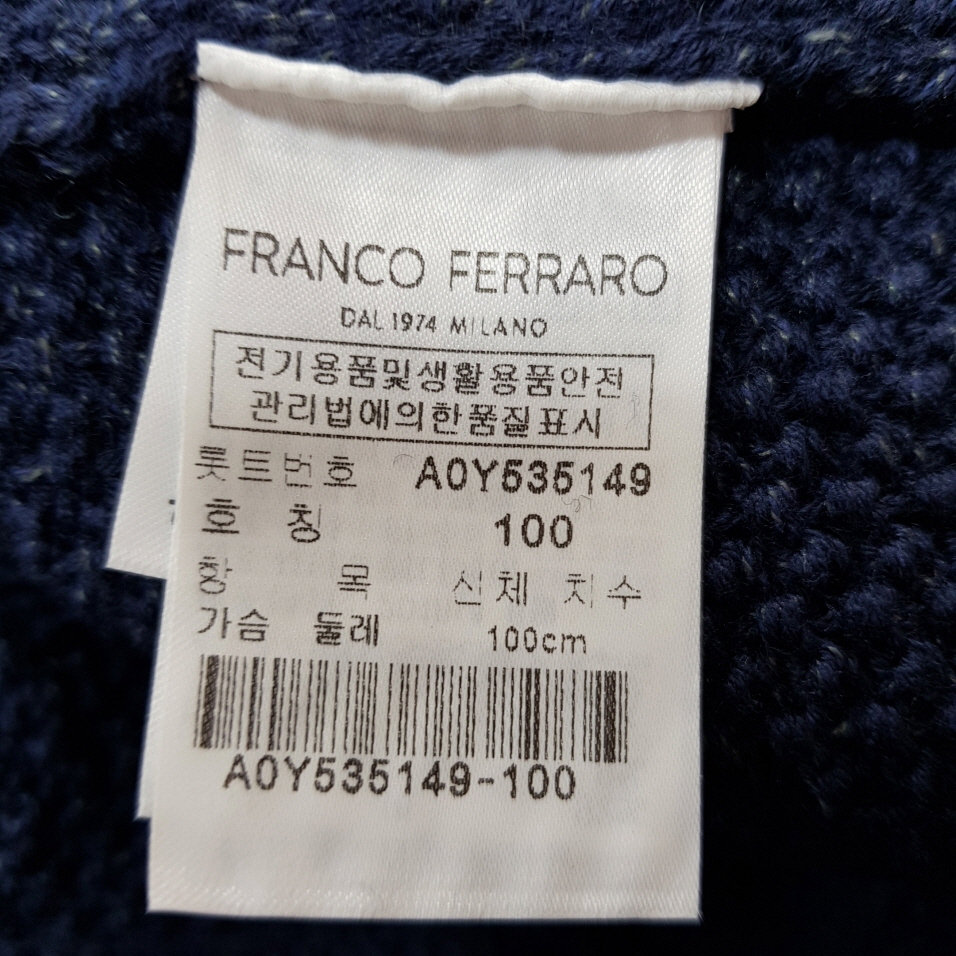 FRANCO FERRARO
DAL 1974 MILANO
전기용품및생활용품안전
관리법에의한품질표시
롯트번호 A0Y535149
호 칭 100
항 목 신체 치수
가슴 둘레 100cm
A0Y535149-100